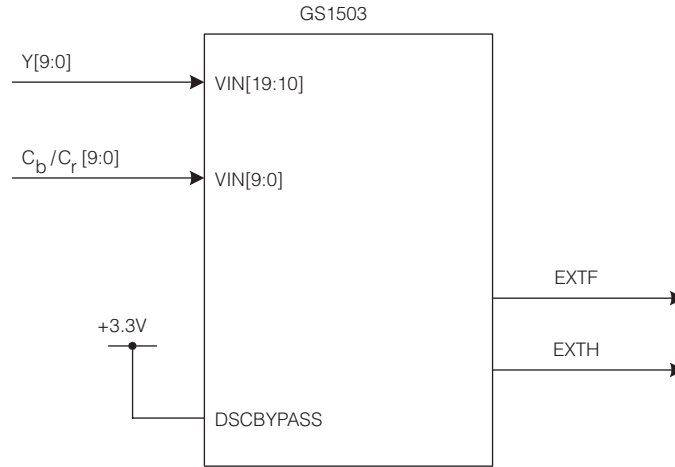 GS1503
Y[9:0]
VIN[19:10]
Cb/Cr [9:0]
VIN[9:0]
EXTF
+3.3V
EXTH
DSCBYPASS